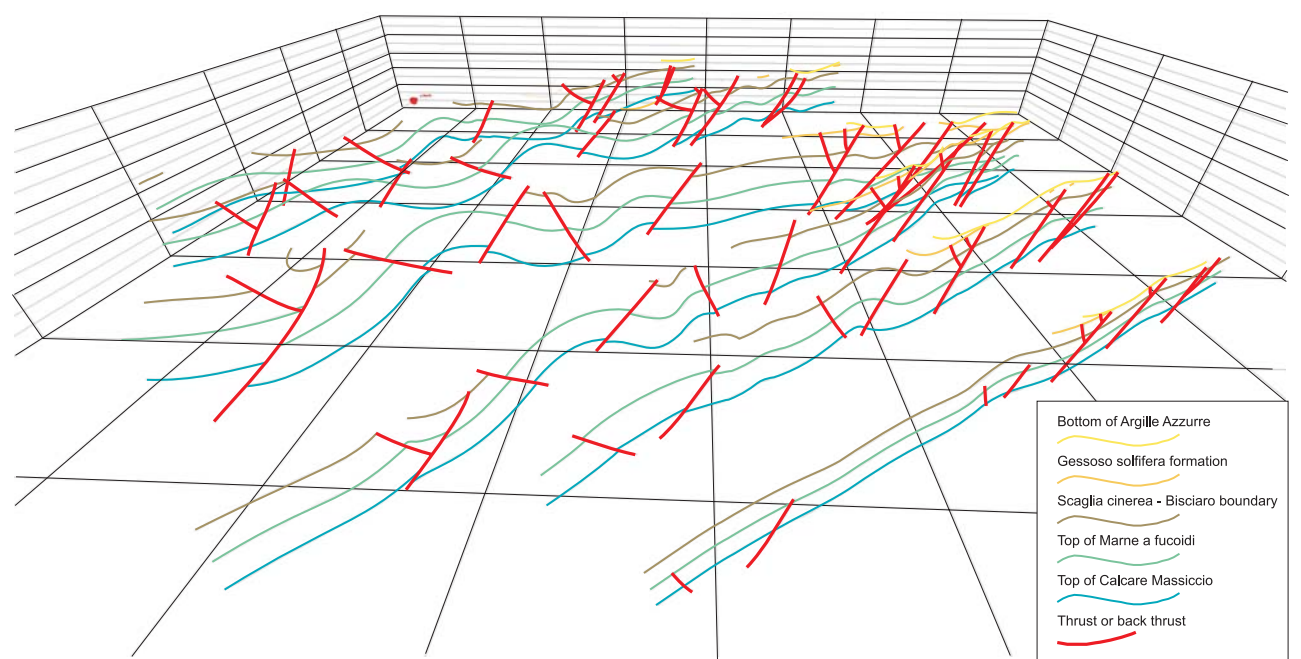 Bottom of Argille Azzurre
Gessoso solfifera formation
Scaglia cinerea - Bisciaro boundary
Top of Marne a fucoidi
Top of Calcare Massiccio
Thrust or back thrust